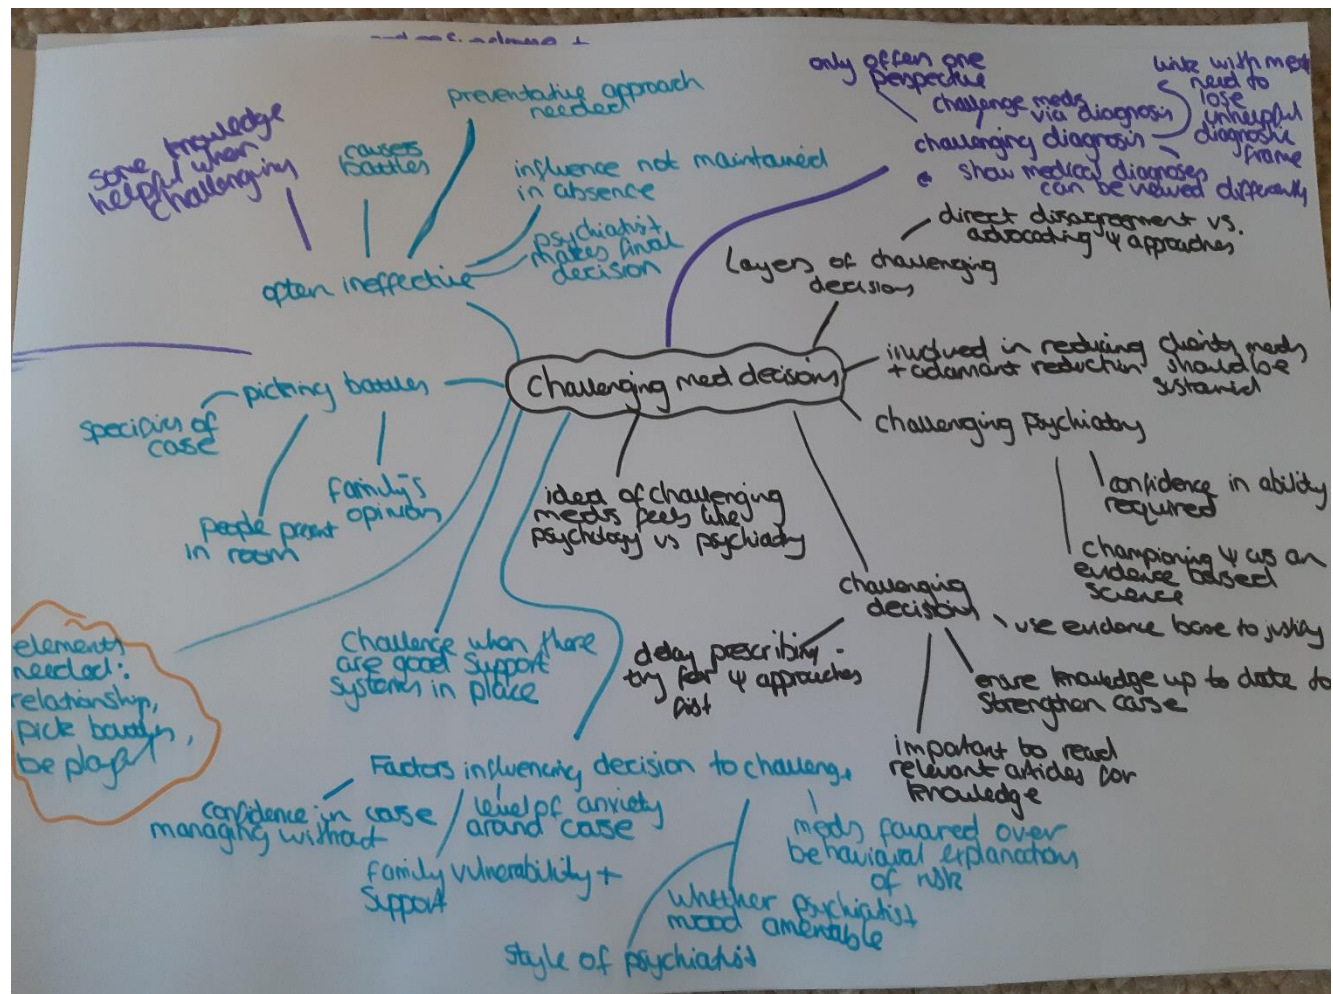 some knowledge
helpful when
challenging
causes
battles
preventative approach
needed
influence not maintained
in absence
psychiatrist
makes final
decision
often ineffective
only offers one
perspective
challenge meds
via diagnosis
challenging diagnosis
show medical diagnoses
can be viewed differently
link with meds
need to
lose
unhelpful
diagnostic
frame
direct disagreement vs.
advocating ψ approaches
layers of challenging
decisions
challenging med decisions
involved in reducing clients meds
+ adamant reduction should be
sustained
challenging psychiatry
confidence in ability
required
championing ψ as an
evidence based
science
picking battles
specifics of
case
people present
in room
family's
opinion
idea of challenging
meds feels like
psychology vs psychiatry
challenging
decisions
use evidence base to justify
ensure knowledge up to date to
strengthen case
important to read
relevant articles for
knowledge
delay prescribing -
try for ψ approaches
first
challenge when there
are good support
systems in place
elements
needed:
relationship,
pick battles,
be playful
Factors influencing decision to challenge
confidence in case
managing without
level of anxiety
around case
family vulnerability +
support
meds favoured over
behavioural explanation
of risk
whether psychiatrist
mood amenable
style of psychiatrist